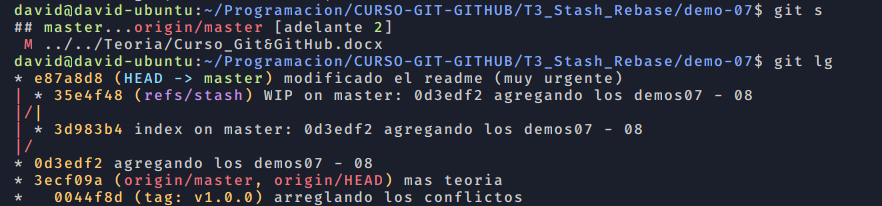 david@david-ubuntu:~/Programacion/CURSO-GIT-GITHUB/T3_Stash_Rebase/demo-07$ git s
## master...origin/master [adelante 2]
 M ../../Teoria/Curso_Git&GitHub.docx
david@david-ubuntu:~/Programacion/CURSO-GIT-GITHUB/T3_Stash_Rebase/demo-07$ git lg
* e87a8d8 (HEAD -> master) modificado el readme (muy urgente)
| * 35e4f48 (refs/stash) WIP on master: 0d3edf2 agregando los demos07 - 08
|/|
| * 3d983b4 index on master: 0d3edf2 agregando los demos07 - 08
|/
* 0d3edf2 agregando los demos07 - 08
* 3ecf09a (origin/master, origin/HEAD) mas teoria
*   0044f8d (tag: v1.0.0) arreglando los conflictos